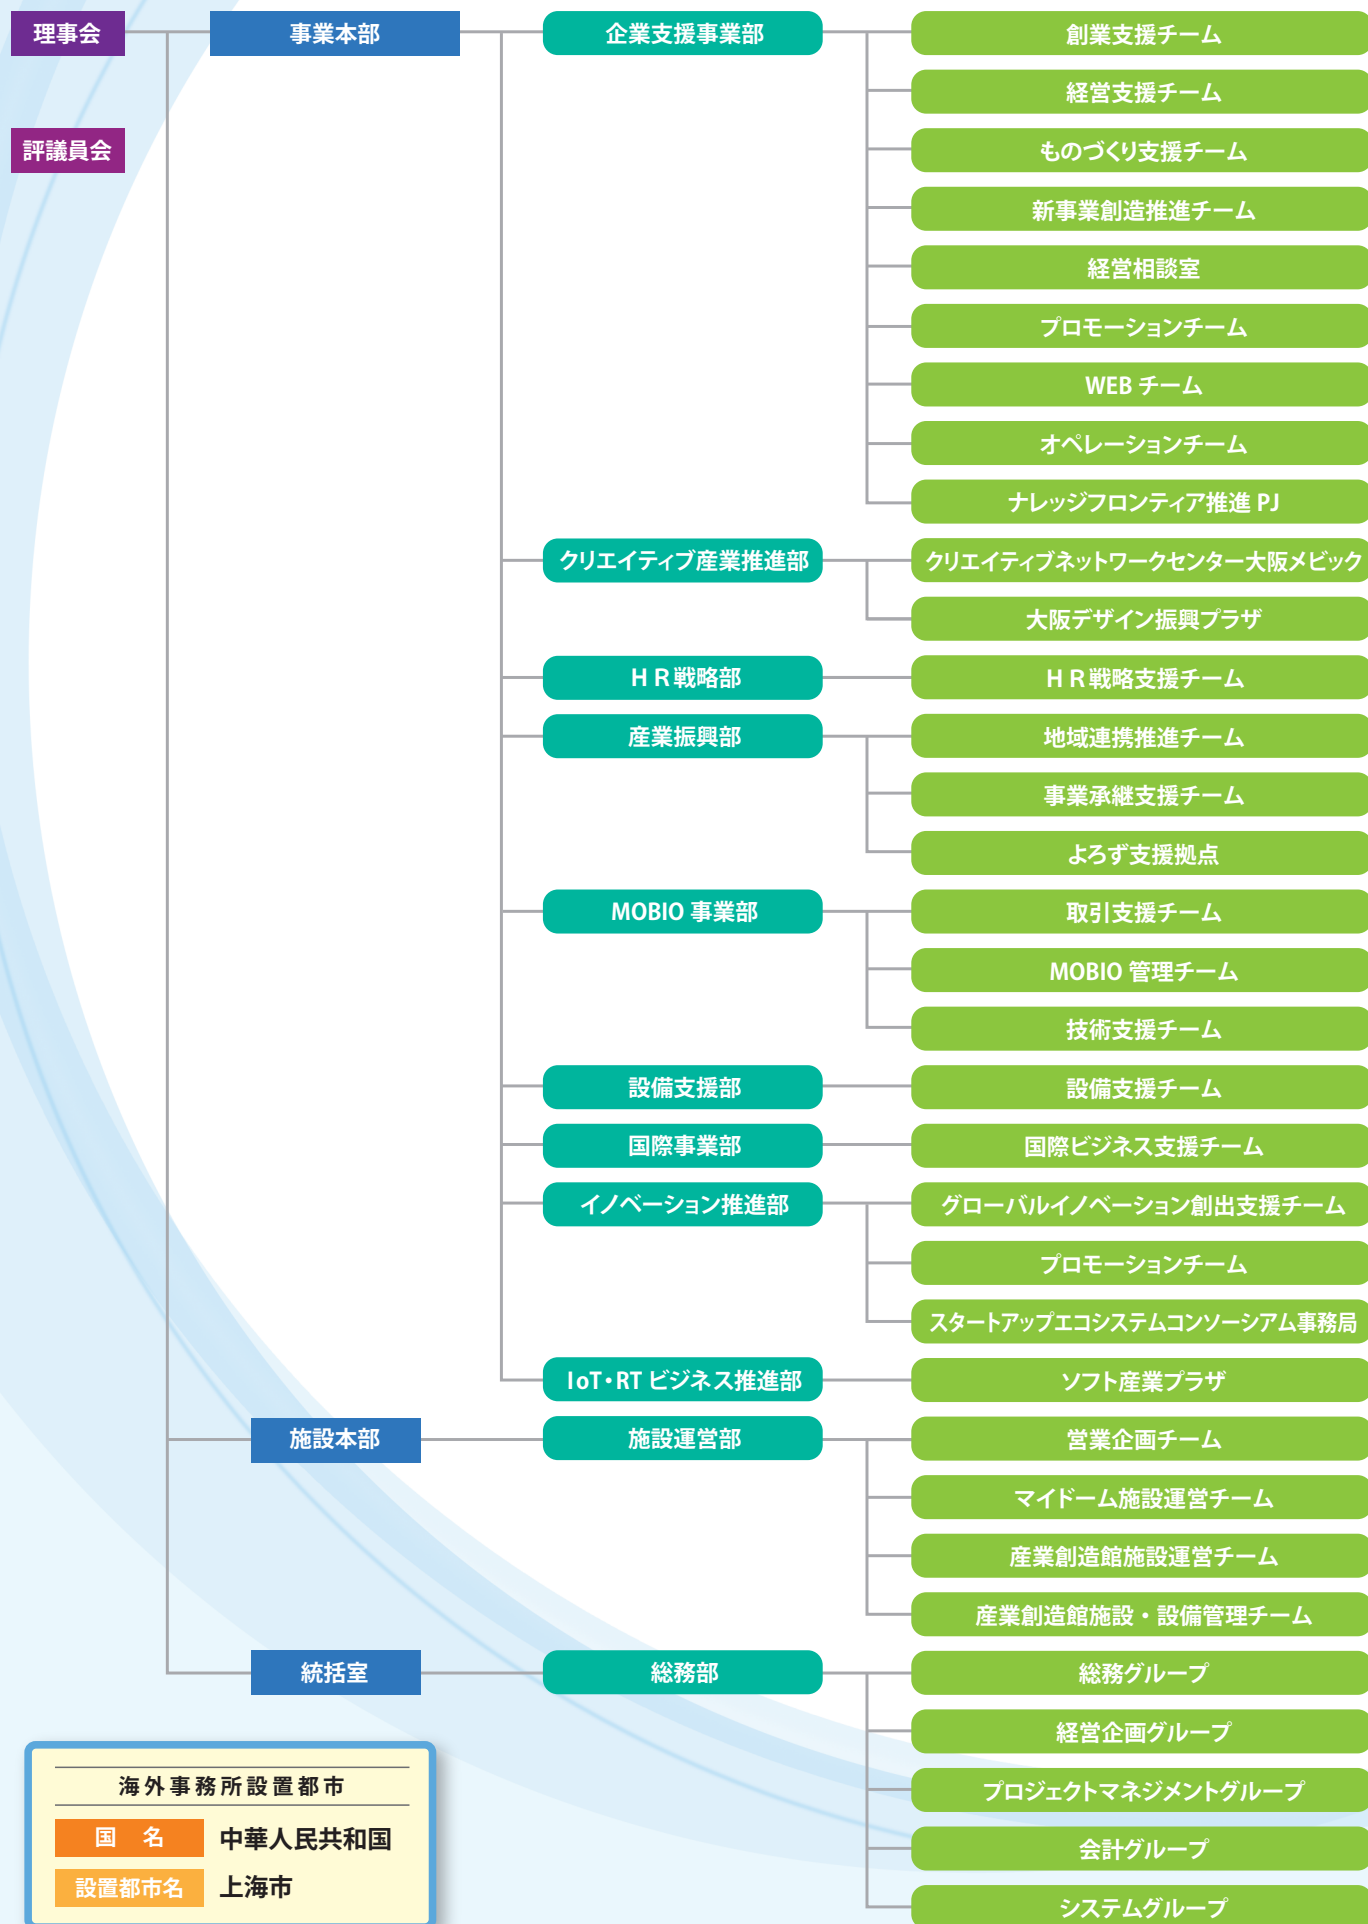 理事会
事業本部
企業支援事業部
創業支援チーム
経営支援チーム
評議員会
ものづくり支援チーム
新事業創造推進チーム
経営相談室
プロモーションチーム
WEB チーム
オペレーションチーム
ナレッジフロンティア推進 PJ
クリエイティブ産業推進部
クリエイティブネットワークセンター大阪メビック
大阪デザイン振興プラザ
ＨＲ戦略部
ＨＲ戦略支援チーム
産業振興部
地域連携推進チーム
事業承継支援チーム
よろず支援拠点
MOBIO 事業部
取引支援チーム
MOBIO 管理チーム
技術支援チーム
設備支援部
設備支援チーム
国際事業部
国際ビジネス支援チーム
イノベーション推進部
グローバルイノベーション創出支援チーム
プロモーションチーム
スタートアップエコシステムコンソーシアム事務局
IoT・RT ビジネス推進部
ソフト産業プラザ
施設本部
施設運営部
営業企画チーム
マイドーム施設運営チーム
産業創造館施設運営チーム
産業創造館施設・設備管理チーム
統括室
総務部
総務グループ
経営企画グループ
プロジェクトマネジメントグループ
会計グループ
システムグループ
海外事務所設置都市
国　名
中華人民共和国
設置都市名
上海市